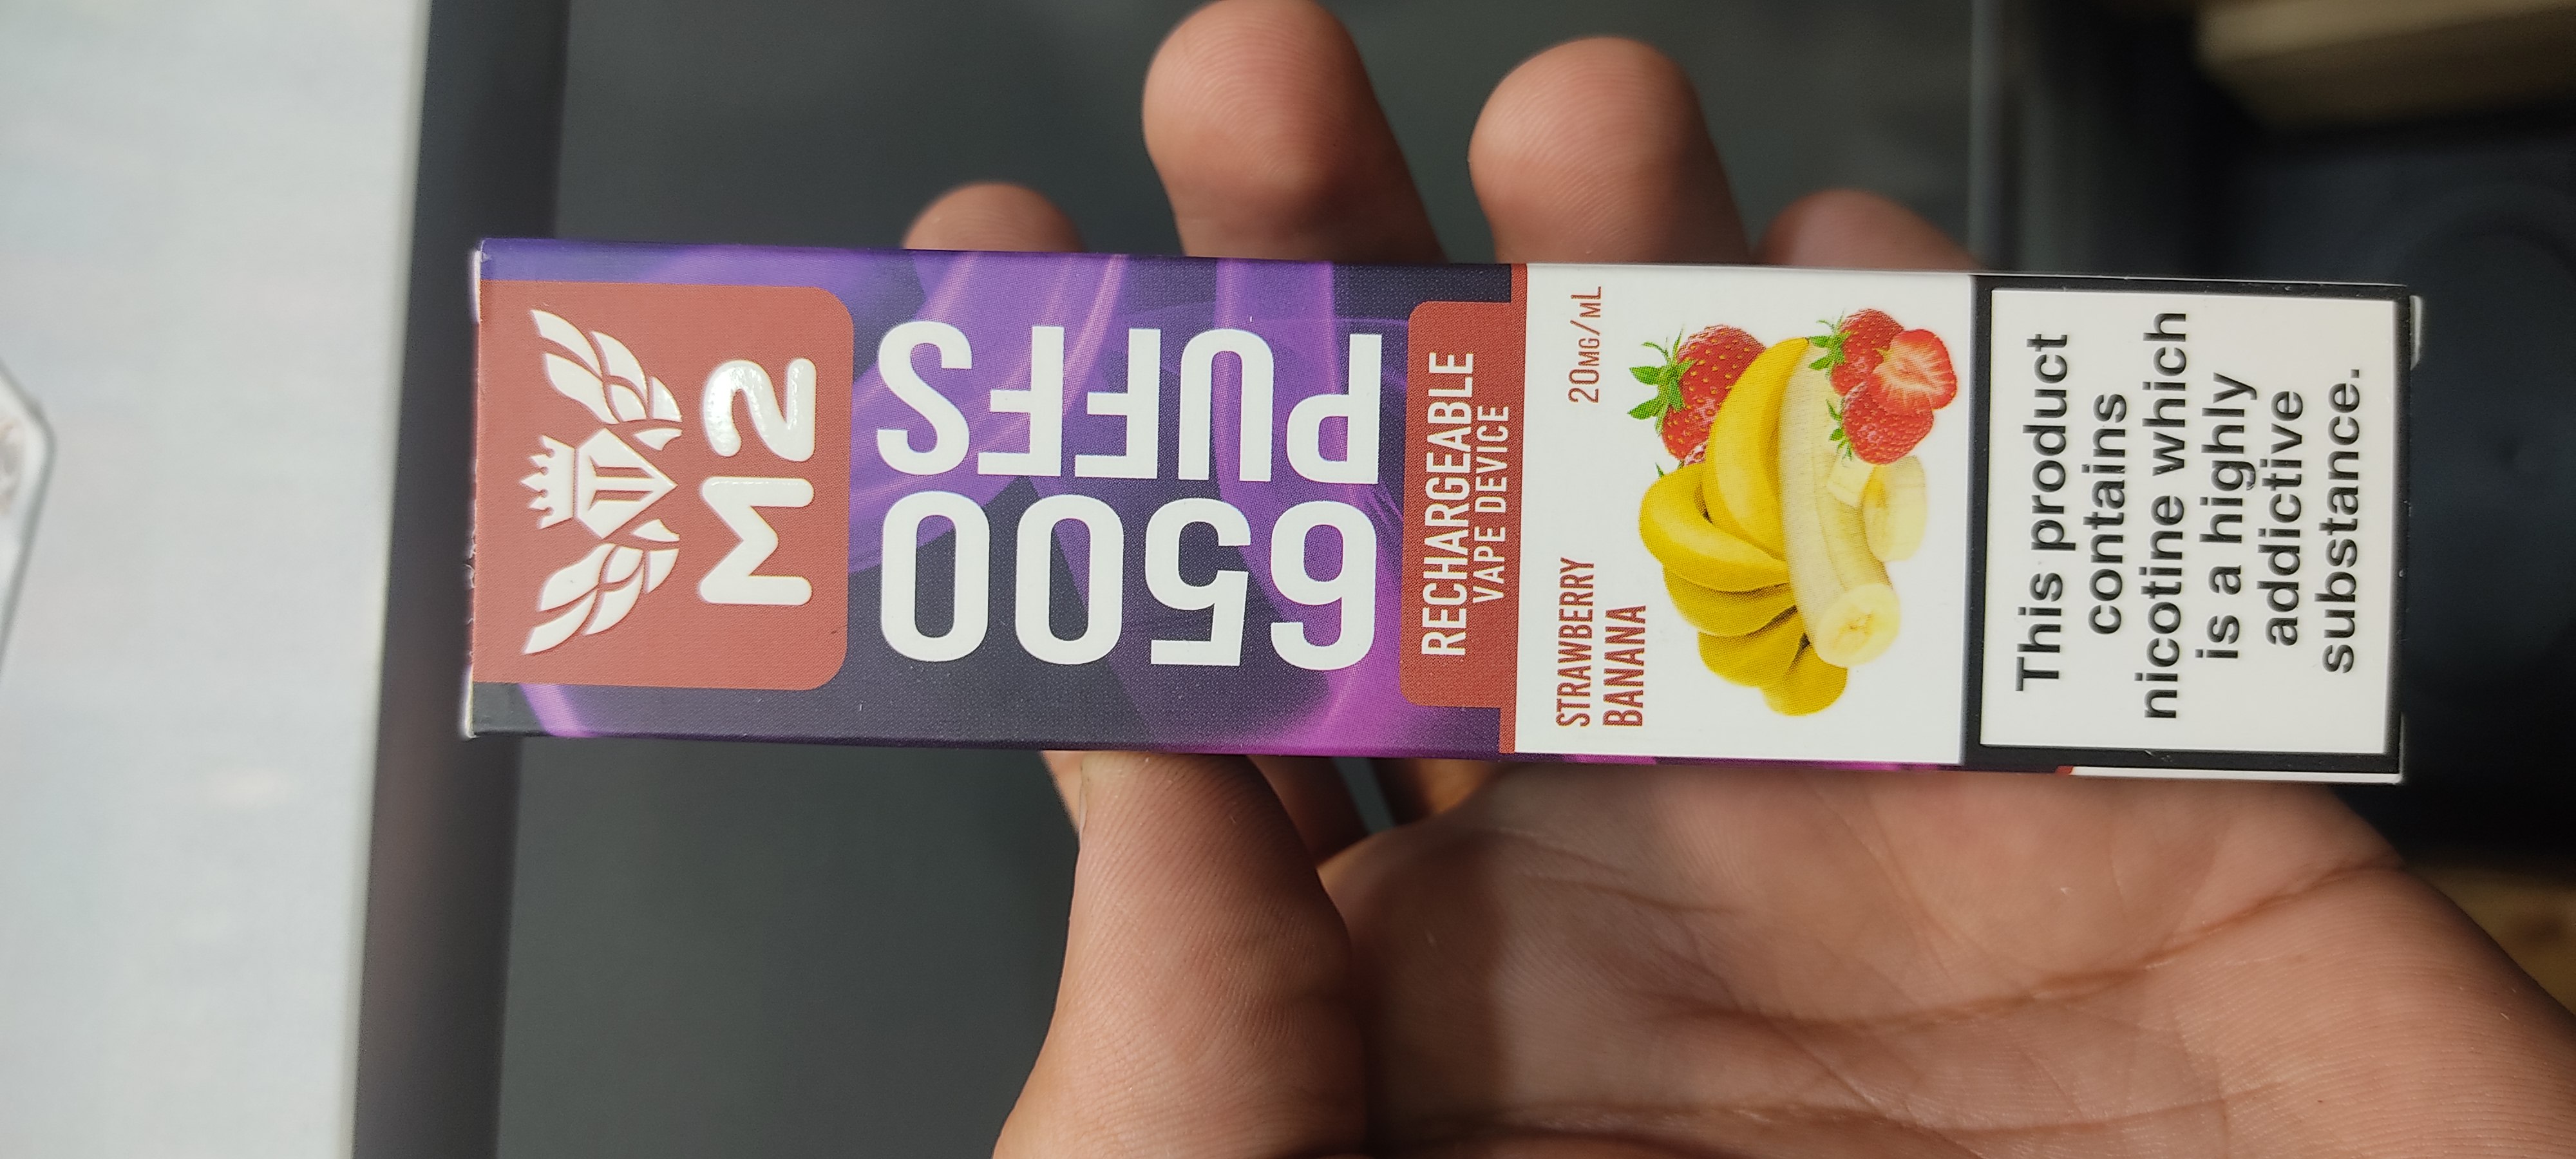 M2
6500
PUFFS
RECHARGEABLE
VAPE DEVICE
STRAWBERRY
BANANA
20MG/ML
This product
contains
nicotine which
is a highly
addictive
substance.